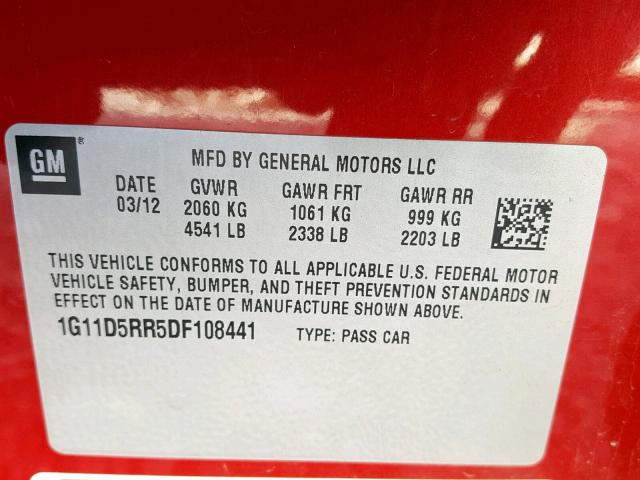 GM®
MFD BY GENERAL MOTORS LLC
DATE GVWR GAWR FRT GAWR RR
03/12 2060 KG 1061 KG 999 KG
4541 LB 2338 LB 2203 LB
THIS VEHICLE CONFORMS TO ALL APPLICABLE U.S. FEDERAL MOTOR
VEHICLE SAFETY, BUMPER, AND THEFT PREVENTION STANDARDS IN
EFFECT ON THE DATE OF MANUFACTURE SHOWN ABOVE.
1G11D5RR5DF108441 TYPE: PASS CAR